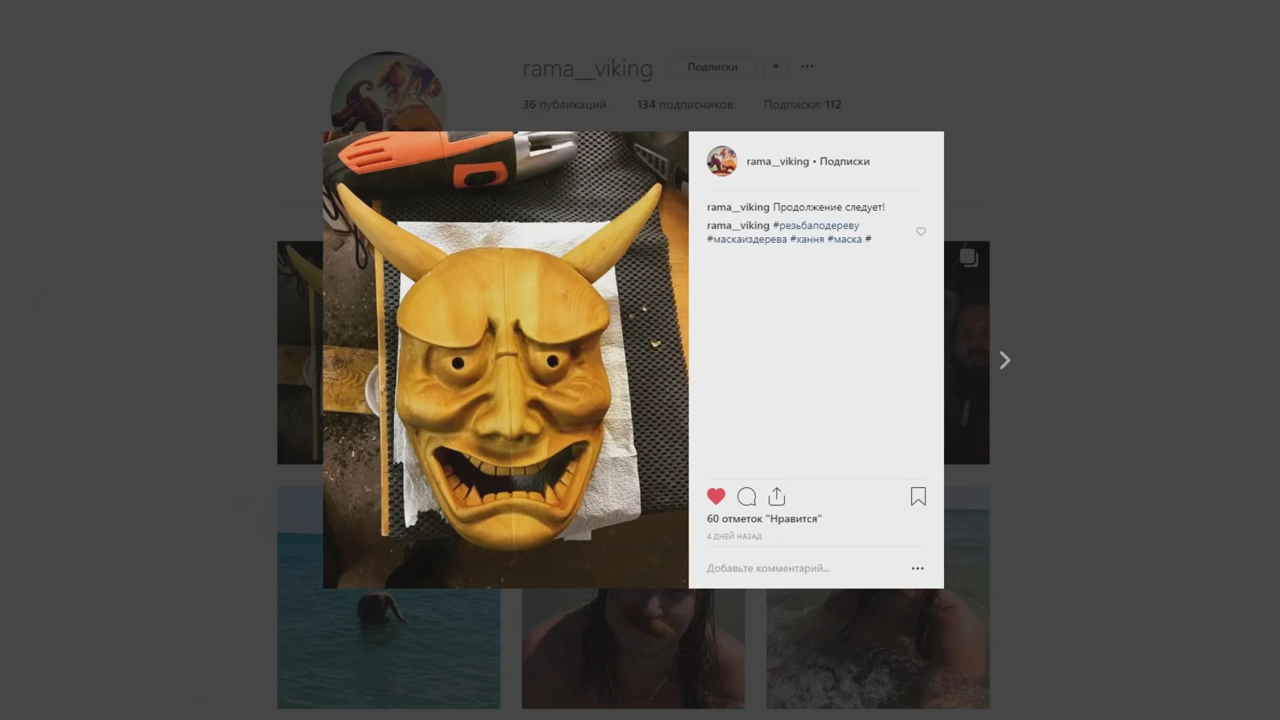 rama__viking Подписки
36 публикаций 134 подписчиков Подписки: 112
rama__viking • Подписки
rama__viking Продолжение следует!
rama__viking #резьбаподереву
#маскаиздерева #хання #маска #
60 отметок "Нравится"
4 ДНЕЙ НАЗАД
Добавьте комментарий...